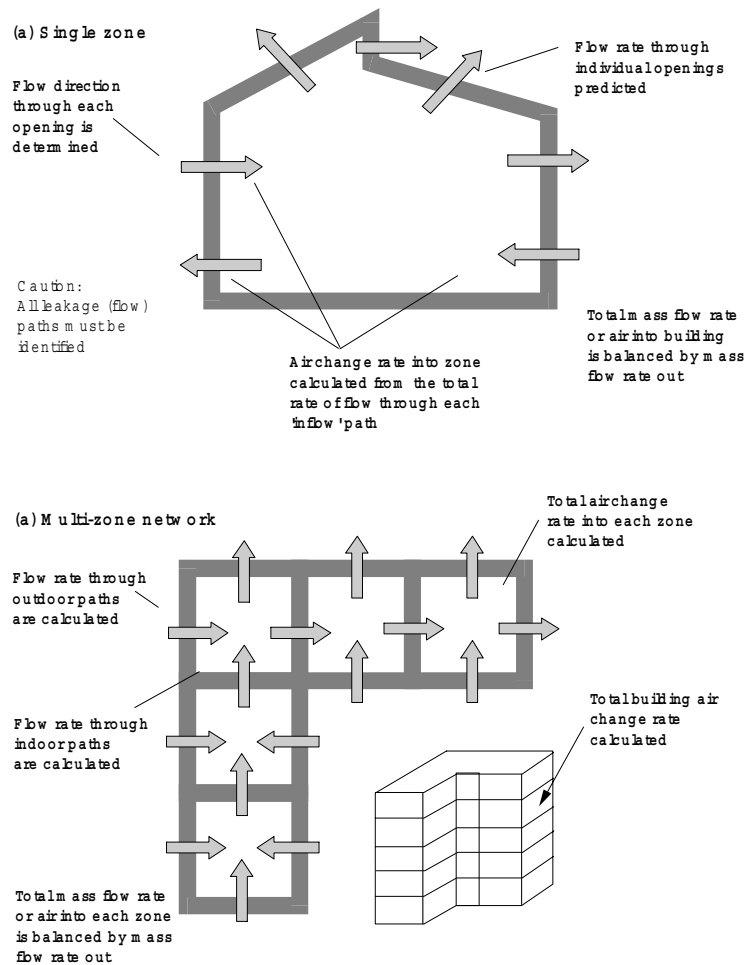 (a) Single zone
Flow direction
through each
opening is
determined
Flow rate through
individual openings
predicted
Caution:
All leakage (flow)
paths must be
identified
Air change rate into zone
calculated from the total
rate of flow through each
'inflow' path
Total mass flow rate
or air into building
is balanced by mass
flow rate out
(a) Multi-zone network
Total air change
rate into each zone
calculated
Flow rate through
outdoor paths
are calculated
Flow rate through
indoor paths
are calculated
Total building air
change rate
calculated
Total mass flow rate
or air into each zone
is balanced by mass
flow rate out